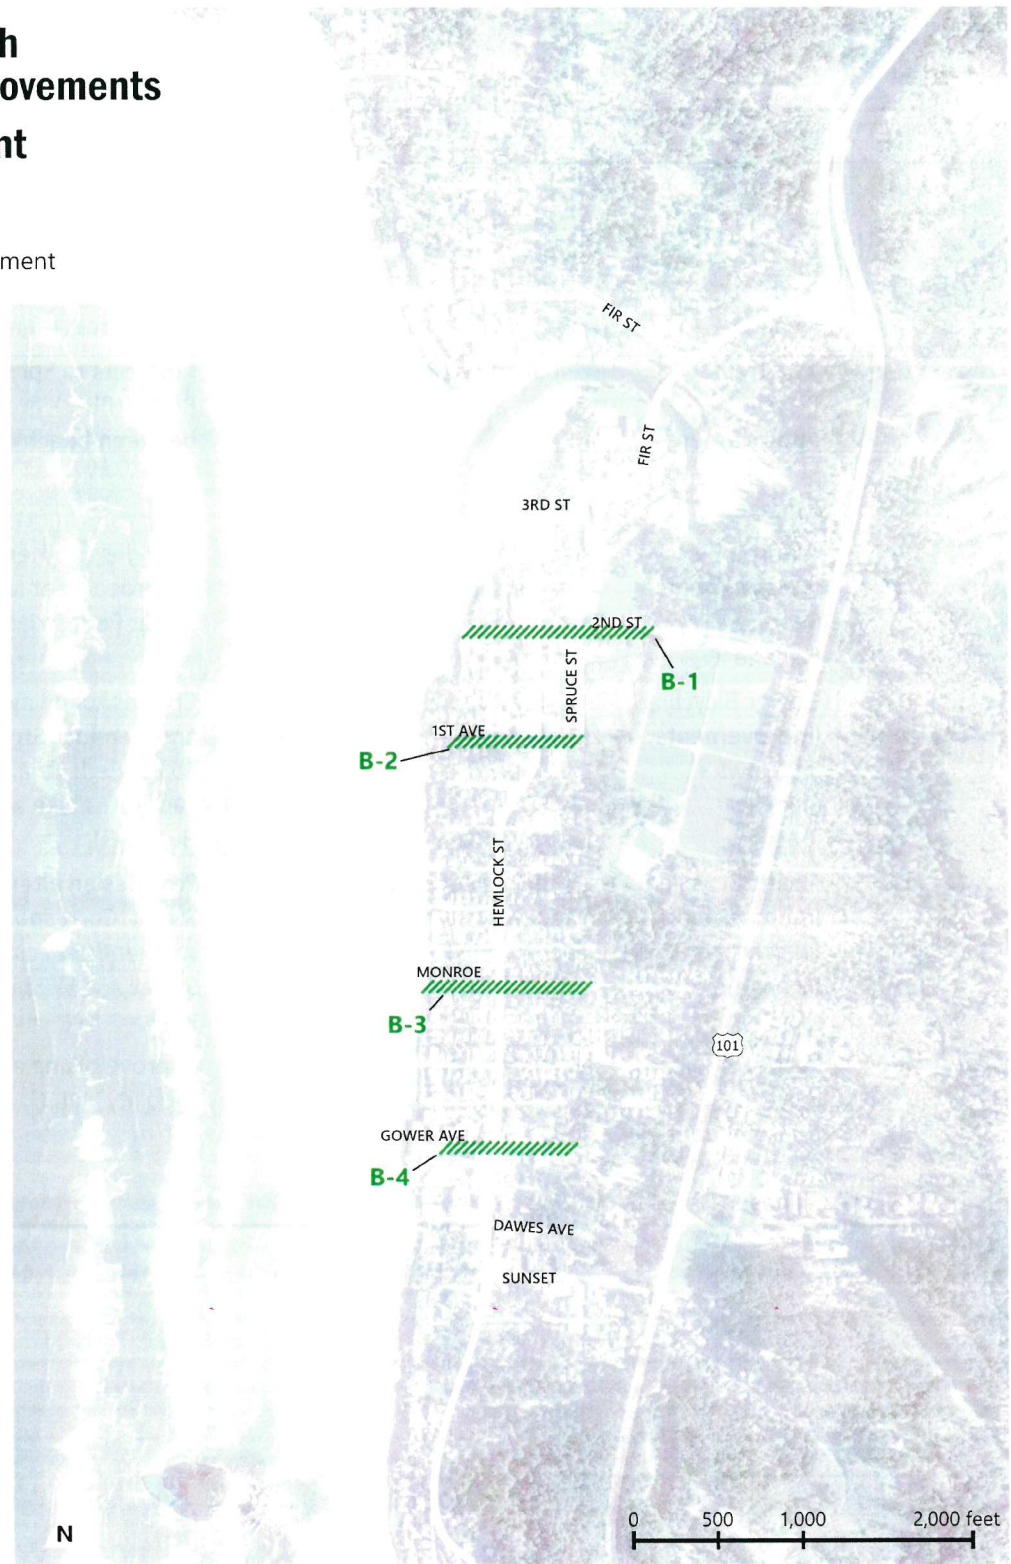 h
ovements
nt
ment
FIR ST
FIR ST
3RD ST
2ND ST
B-1
SPRUCE ST
1ST AVE
B-2
HEMLOCK ST
MONROE
B-3
101
GOWER AVE
B-4
DAWES AVE
SUNSET
N
0 500 1,000 2,000 feet